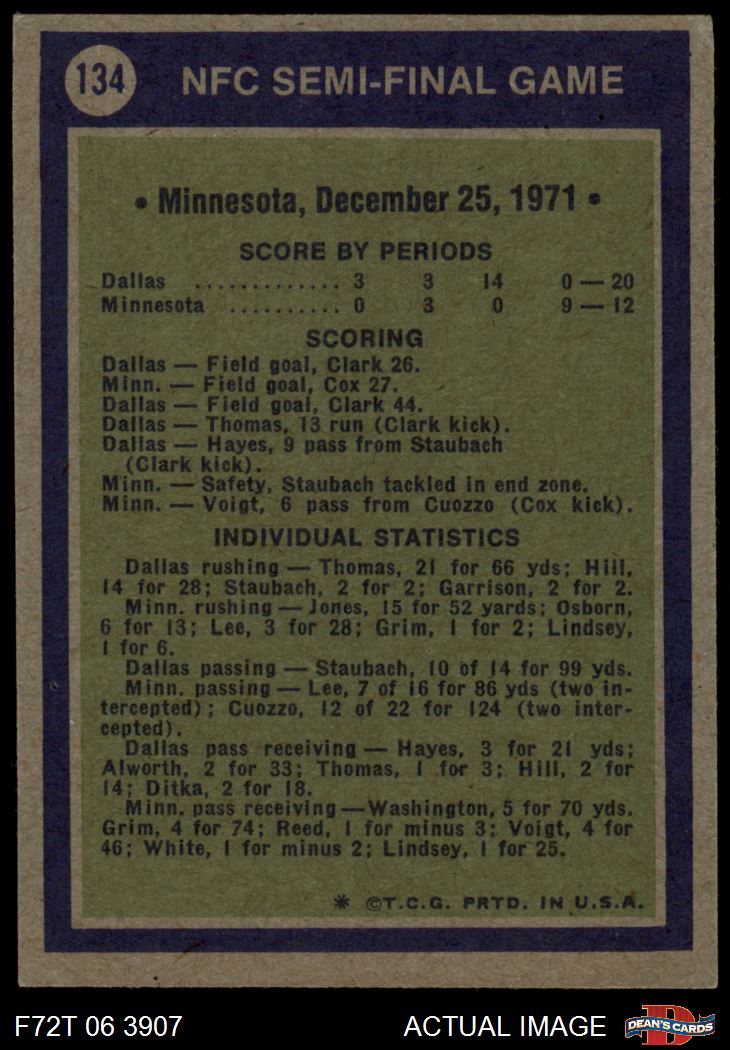 134 NFC SEMI-FINAL GAME
• Minnesota, December 25, 1971 •
SCORE BY PERIODS
Dallas ............. 3 3 14 0 — 20
Minnesota .......... 0 3 0 9 — 12
SCORING
Dallas — Field goal, Clark 26.
Minn. — Field goal, Cox 27.
Dallas — Field goal, Clark 44.
Dallas — Thomas, 13 run (Clark kick).
Dallas — Hayes, 9 pass from Staubach
(Clark kick).
Minn. — Safety, Staubach tackled in end zone.
Minn. — Voigt, 6 pass from Cuozzo (Cox kick).
INDIVIDUAL STATISTICS
Dallas rushing — Thomas, 21 for 66 yds; Hill,
14 for 28; Staubach, 2 for 2; Garrison, 2 for 2.
Minn. rushing — Jones, 15 for 52 yards; Osborn,
6 for 13; Lee, 3 for 28; Grim, 1 for 2; Lindsey,
1 for 6.
Dallas passing — Staubach, 10 of 14 for 99 yds.
Minn. passing — Lee, 7 of 16 for 86 yds (two in-
tercepted); Cuozzo, 12 of 22 for 124 (two inter-
cepted).
Dallas pass receiving — Hayes, 3 for 21 yds;
Alworth, 2 for 33; Thomas, 1 for 3; Hill, 2 for
14; Ditka, 2 for 18.
Minn. pass receiving — Washington, 5 for 70 yds.
Grim, 4 for 74; Reed, 1 for minus 3; Voigt, 4 for
46; White, 1 for minus 2; Lindsey, 1 for 25.
* ©T.C.G. PRTD. IN U.S.A.
F72T 06 3907 ACTUAL IMAGE D DEAN'S CARDS